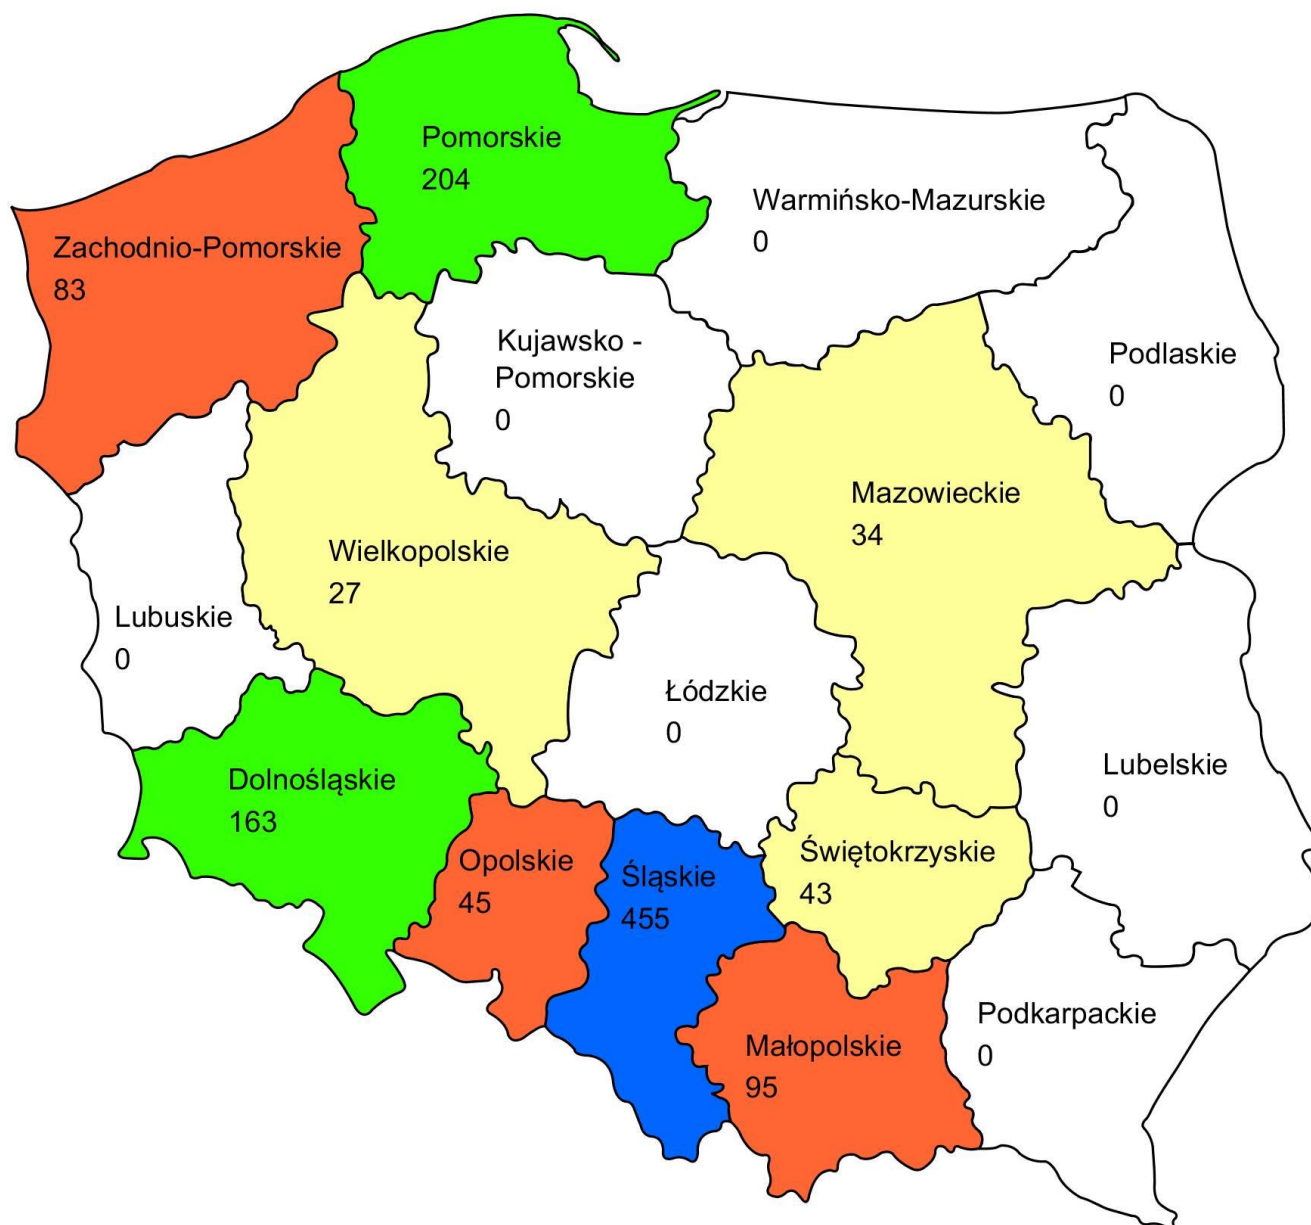 Pomorskie
204
Warmińsko-Mazurskie
0
Zachodnio-Pomorskie
83
Kujawsko -
Pomorskie
0
Podlaskie
0
Mazowieckie
34
Wielkopolskie
27
Lubuskie
0
Łódzkie
0
Lubelskie
0
Dolnośląskie
163
Opolskie
45
Śląskie
455
Świętokrzyskie
43
Małopolskie
95
Podkarpackie
0